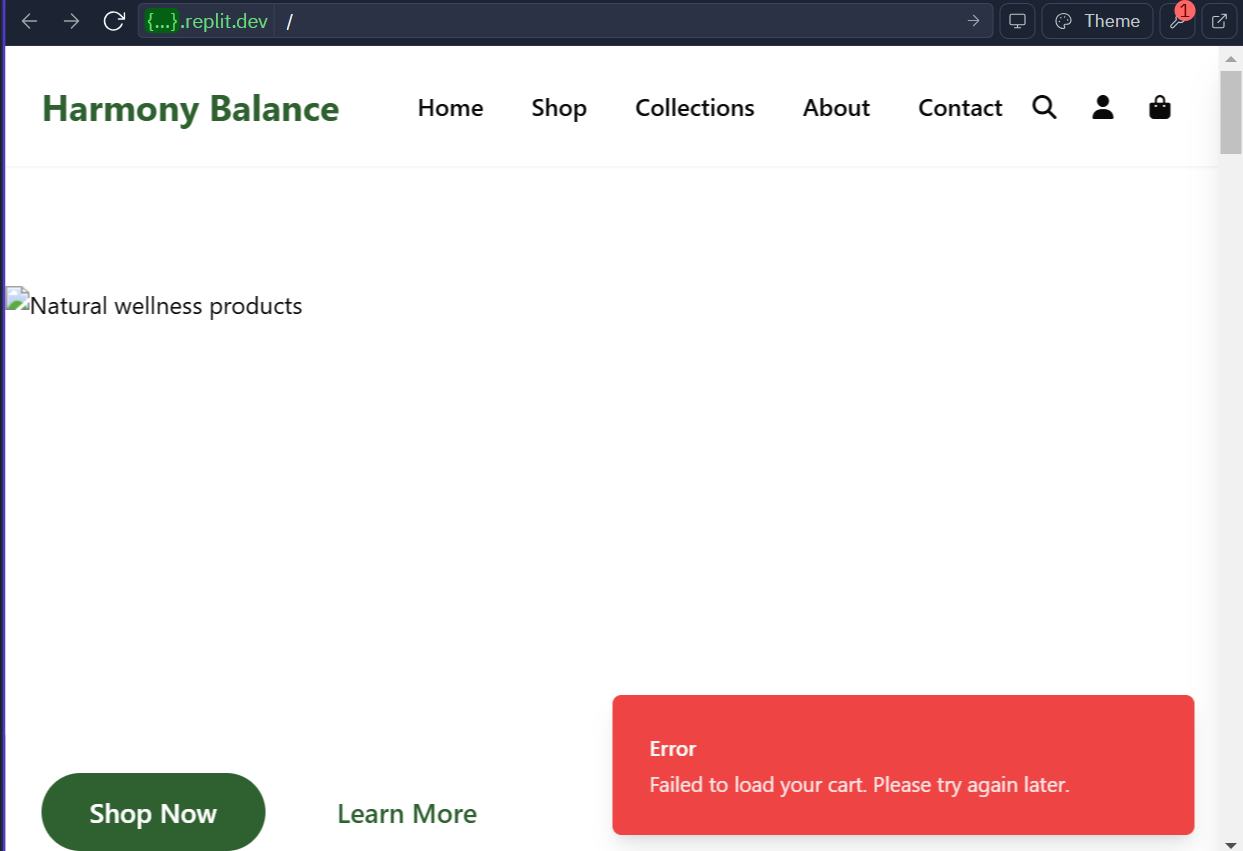 {...}.replit.dev /
Theme
1
Harmony Balance
Home Shop Collections About Contact
Natural wellness products
Error
Failed to load your cart. Please try again later.
Shop Now Learn More